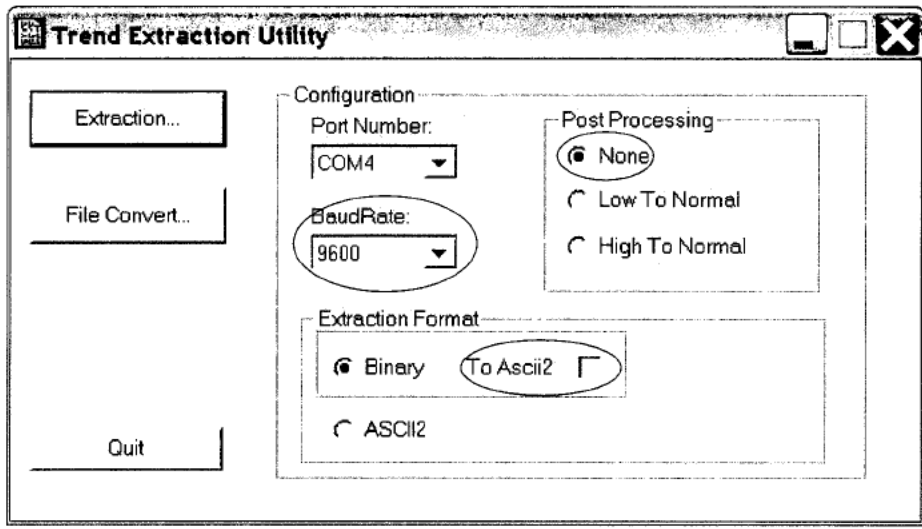 Trend Extraction Utility
Extraction...
File Convert...
Quit
Configuration
Port Number:
COM4
BaudRate:
9600
Post Processing
None
Low To Normal
High To Normal
Extraction Format
Binary To Ascii2
ASCII2